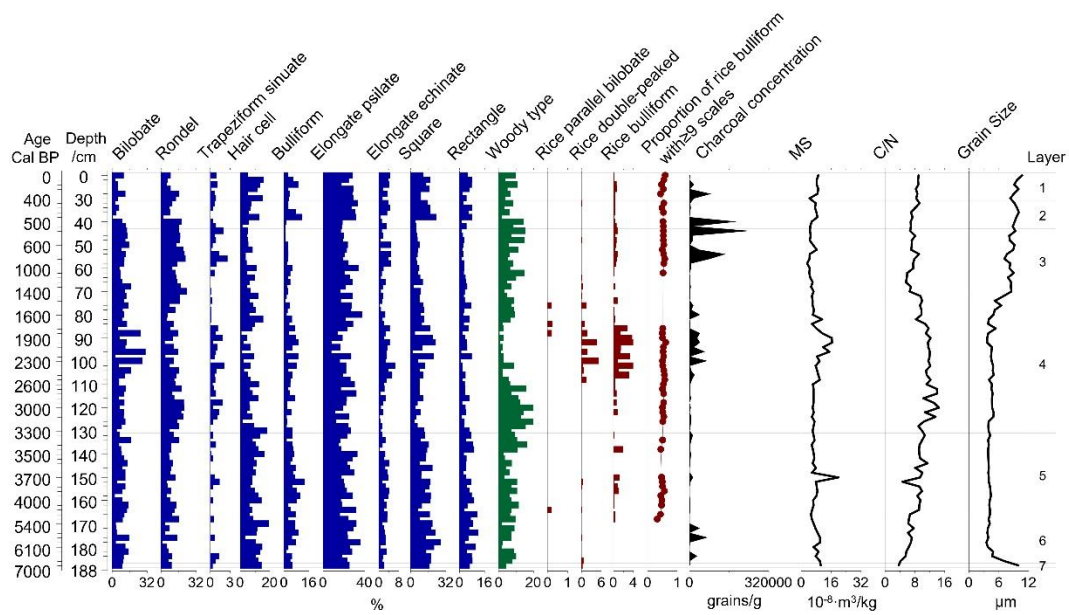 Age
Cal BP
Depth
/cm
Bilobate
Rondel
Trapeziform sinuate
Hair cell
Bulliform
Elongate psilate
Elongate echinate
Square
Rectangle
Woody type
Rice parallel bilobate
Rice double-peaked
Rice bulliform
Proportion of rice bulliform
with≥9 scales
Charcoal concentration
MS
C/N
Grain Size
Layer
0 0 1
400 30
500 40 2
600 50 3
1000 60
1400 70
1600 80
1900 90
2300 100 4
2600 110
3000 120
3300 130
3500 140
3700 150 5
4000 160
5400 170
6100 180 6
7000 188 7
0 32 0 32 0 30 0 20 0 16 0 40 0 8 0 30 0 16 0 20 0 1 0 6 0 4 0 1 0 320000 0 16 32 0 8 16 0 6 12
%
grains/g
10⁻⁸·m³/kg
μm